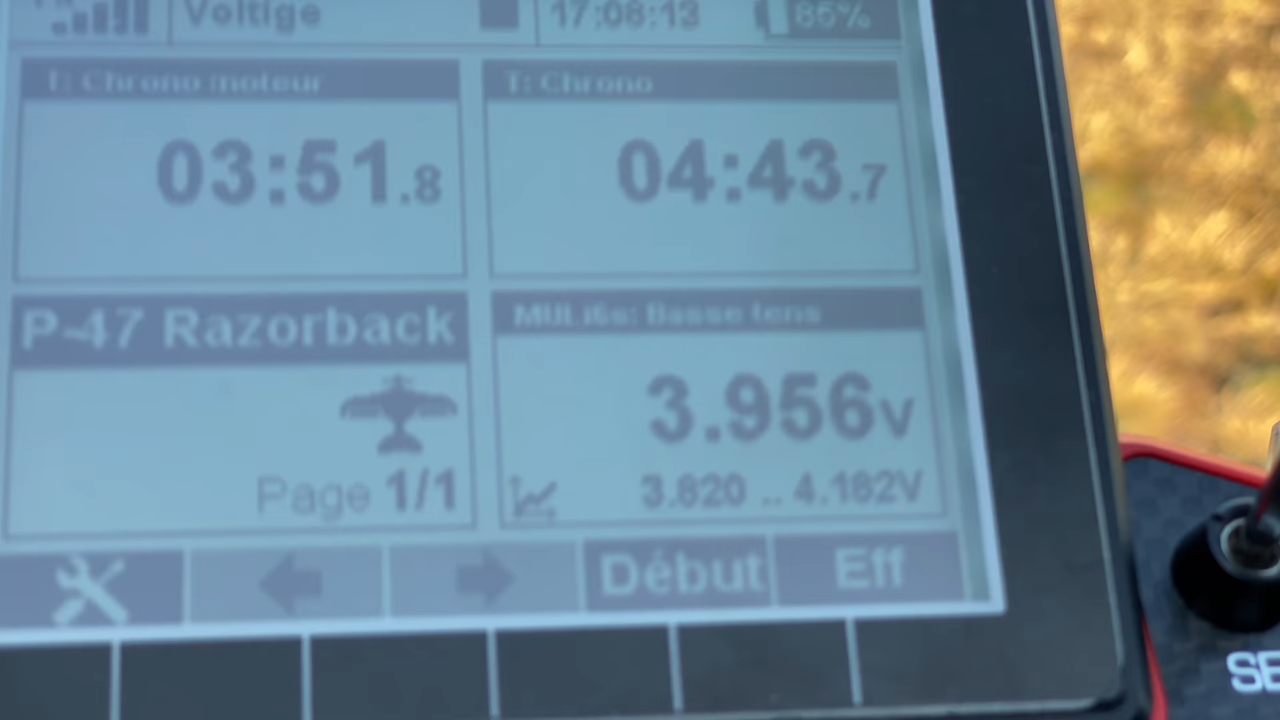 Voltige 17:08:13 86%
T: Chrono :moteur
03:51.8
T: Chrono
04:43.7
P-47 Razorback
Page 1/1
MULi6s: Basse tens
3.956V
3.820 .. 4.182V
Début
Eff